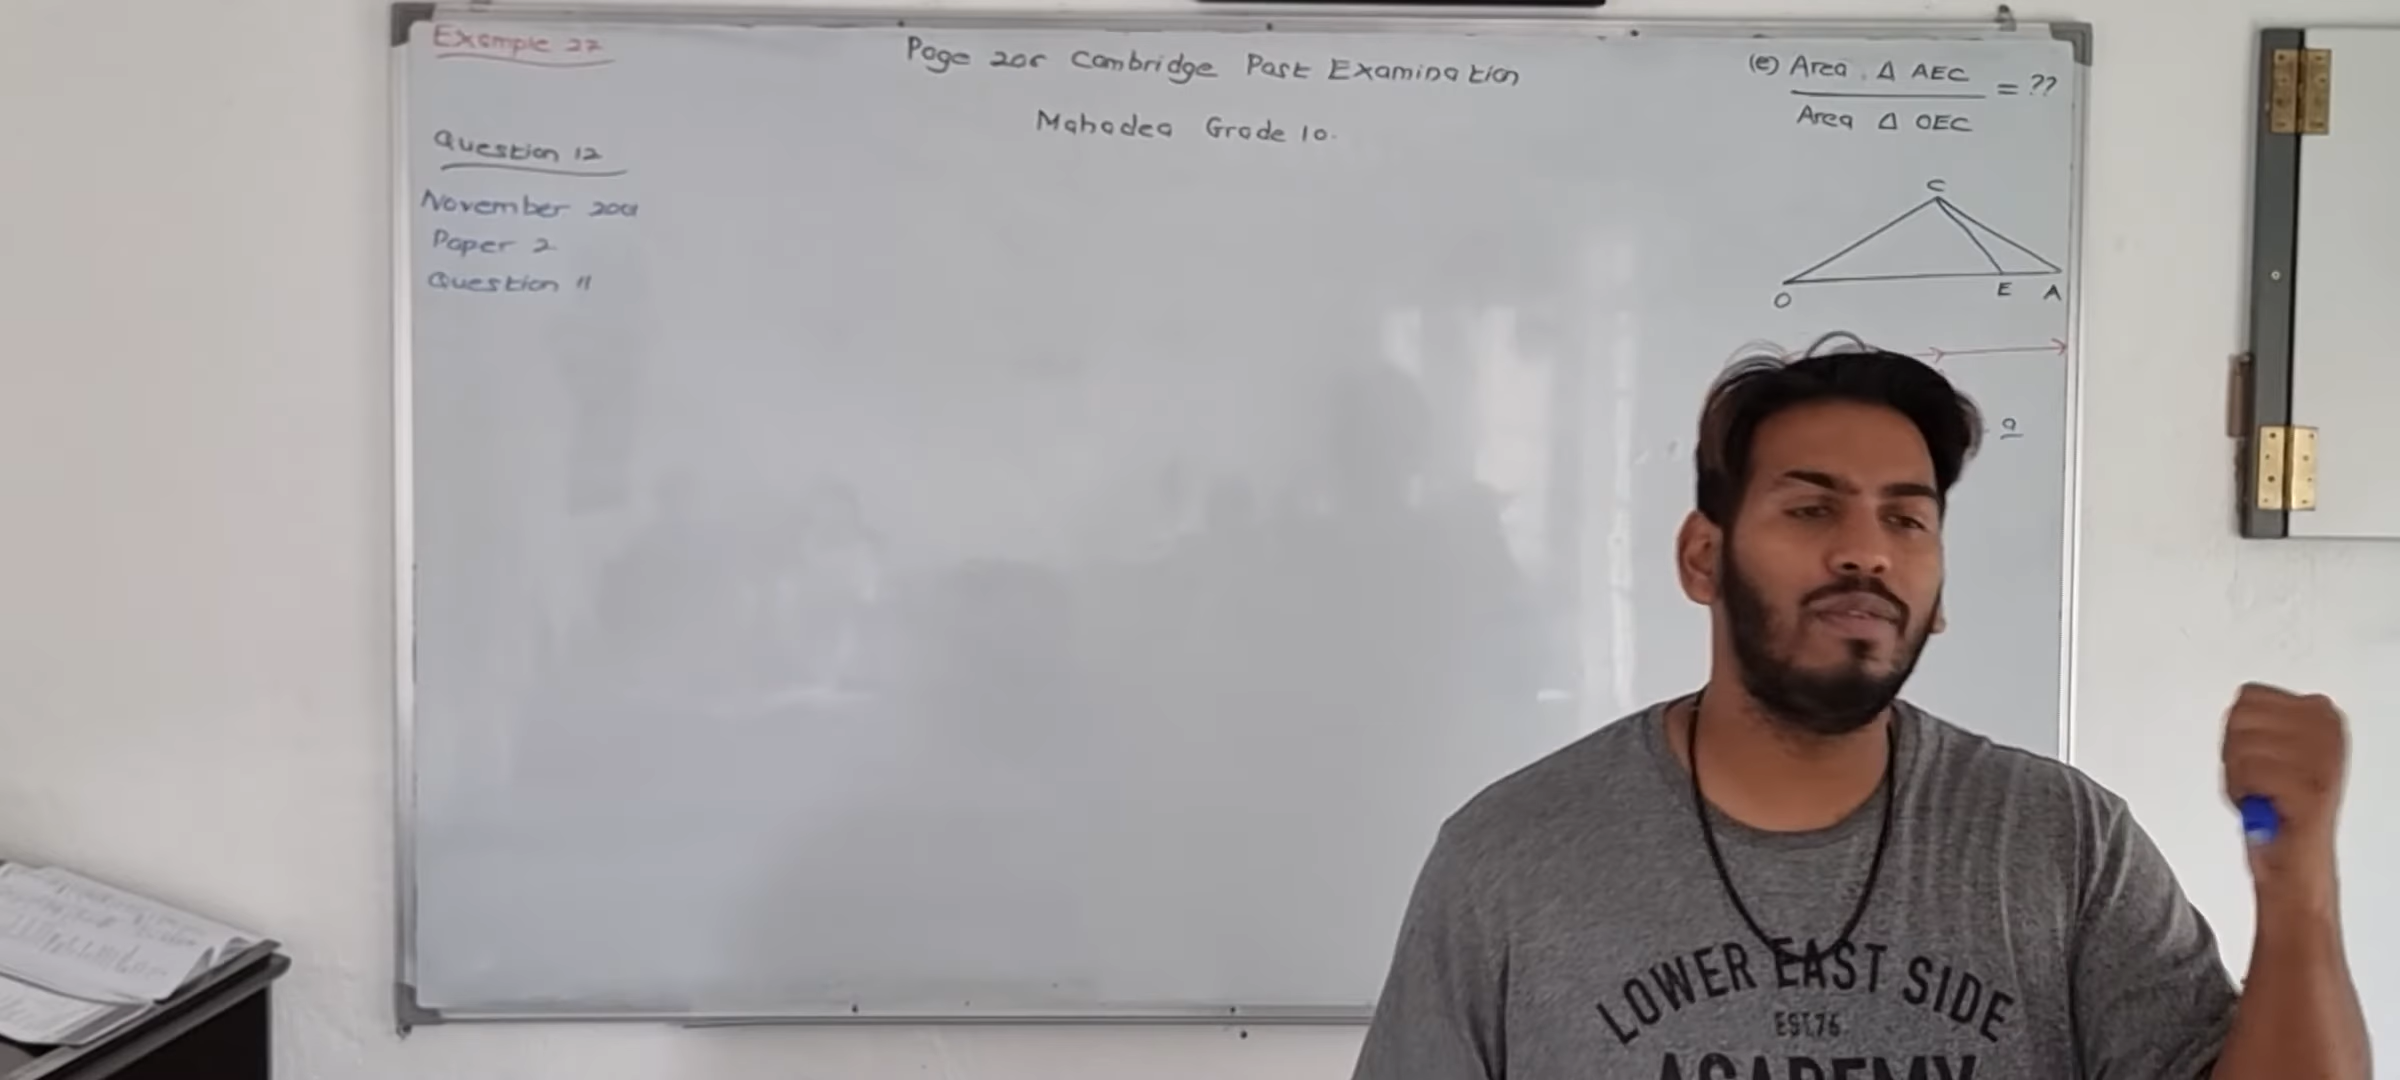 Example 27
Page 206 Cambridge Past Examination
Mahadea Grade 10.
Question 12
November 2001
Paper 2
Question 11
(e) Area △ AEC
= ??
Area △ OEC
C
O E A
a
LOWER EAST SIDE
EST.76
ACADEMY